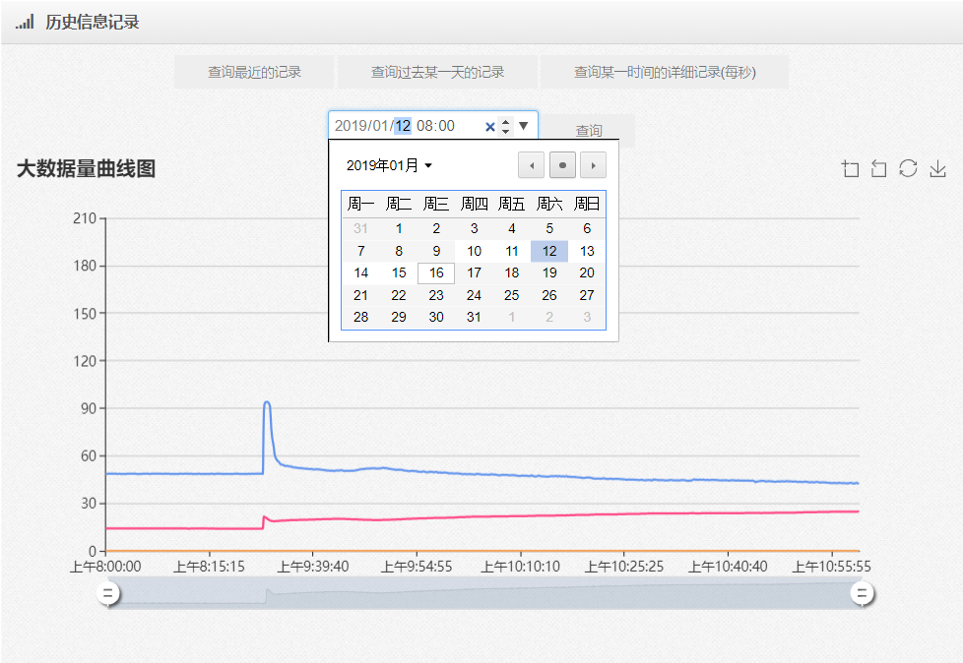 历史信息记录
查询最近的记录 查询过去某一天的记录 查询某一时间的详细记录(每秒)
2019/01/12 08:00 查询
大数据量曲线图
2019年01月
周一 周二 周三 周四 周五 周六 周日
31 1 2 3 4 5 6
7 8 9 10 11 12 13
14 15 16 17 18 19 20
21 22 23 24 25 26 27
28 29 30 31 1 2 3
210
180
150
120
90
60
30
0
上午8:00:00 上午8:15:15 上午9:39:40 上午9:54:55 上午10:10:10 上午10:25:25 上午10:40:40 上午10:55:55